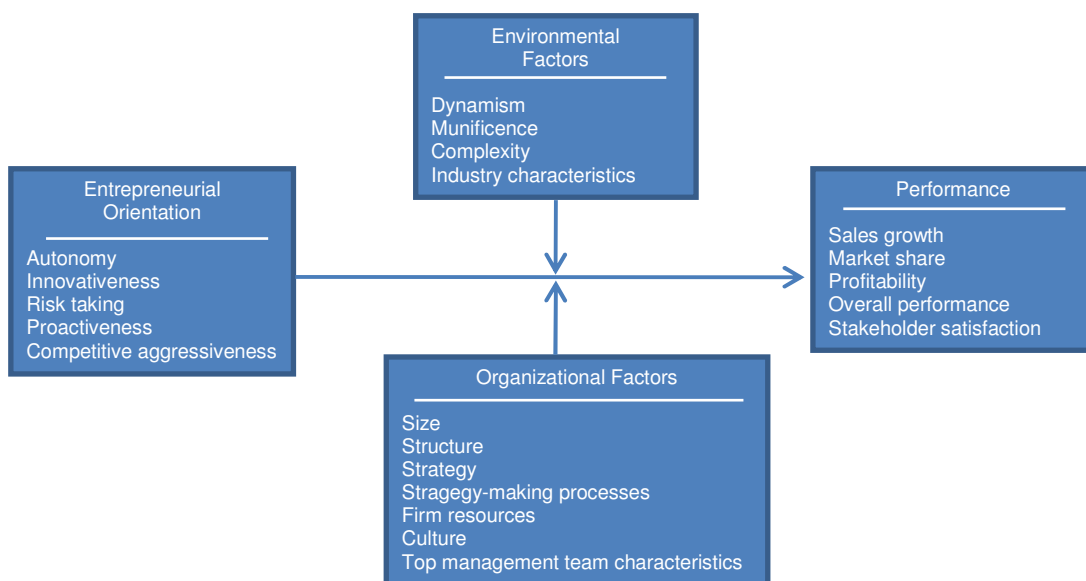 Environmental
Factors
Dynamism
Munificence
Complexity
Industry characteristics
Entrepreneurial
Orientation
Autonomy
Innovativeness
Risk taking
Proactiveness
Competitive aggressiveness
Performance
Sales growth
Market share
Profitability
Overall performance
Stakeholder satisfaction
Organizational Factors
Size
Structure
Strategy
Stragegy-making processes
Firm resources
Culture
Top management team characteristics